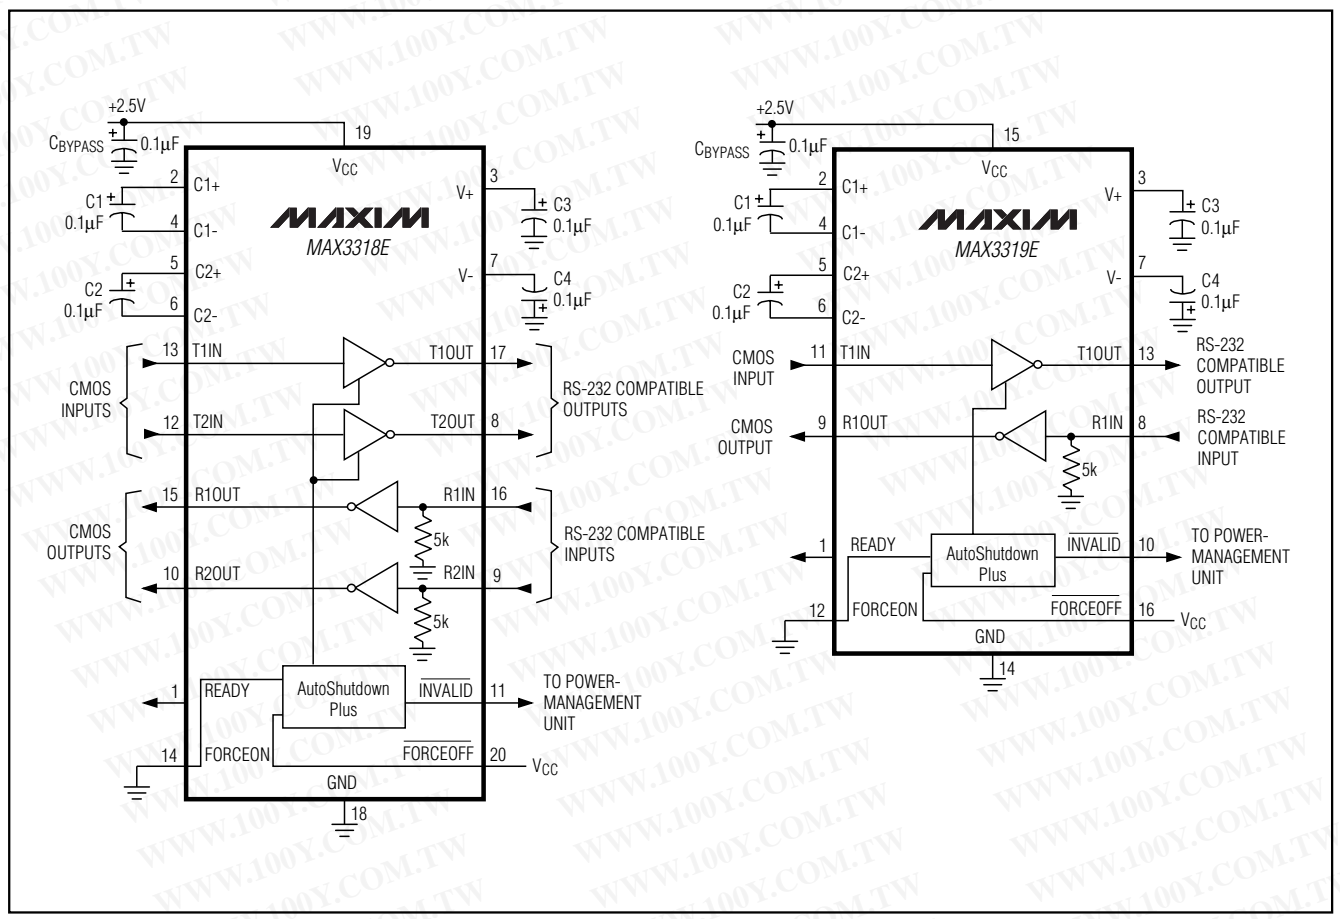 +2.5V
CBYPASS
+
0.1µF
19
VCC
2
C1+
C1
+
0.1µF
4
C1-
5
C2+
C2
+
0.1µF
6
C2-
3
V+
+
C3
0.1µF
7
V-
C4
0.1µF
+
MAXIM
MAX3318E
CMOS
INPUTS
13
T1IN
T1OUT
17
12
T2IN
T2OUT
8
RS-232 COMPATIBLE
OUTPUTS
CMOS
OUTPUTS
15
R1OUT
R1IN
16
5k
10
R2OUT
R2IN
9
5k
RS-232 COMPATIBLE
INPUTS
1
READY
AutoShutdown
Plus
INVALID
11
TO POWER-
MANAGEMENT
UNIT
14
FORCEON
FORCEOFF
20
VCC
GND
18
+2.5V
CBYPASS
+
0.1µF
15
VCC
2
C1+
C1
+
0.1µF
4
C1-
5
C2+
C2
+
0.1µF
6
C2-
3
V+
+
C3
0.1µF
7
V-
C4
0.1µF
+
MAXIM
MAX3319E
CMOS
INPUT
11
T1IN
T1OUT
13
RS-232
COMPATIBLE
OUTPUT
CMOS
OUTPUT
9
R1OUT
R1IN
8
RS-232
COMPATIBLE
INPUT
5k
1
READY
AutoShutdown
Plus
INVALID
10
TO POWER-
MANAGEMENT
UNIT
12
FORCEON
FORCEOFF
16
VCC
GND
14
WWW.100Y.COM.TW